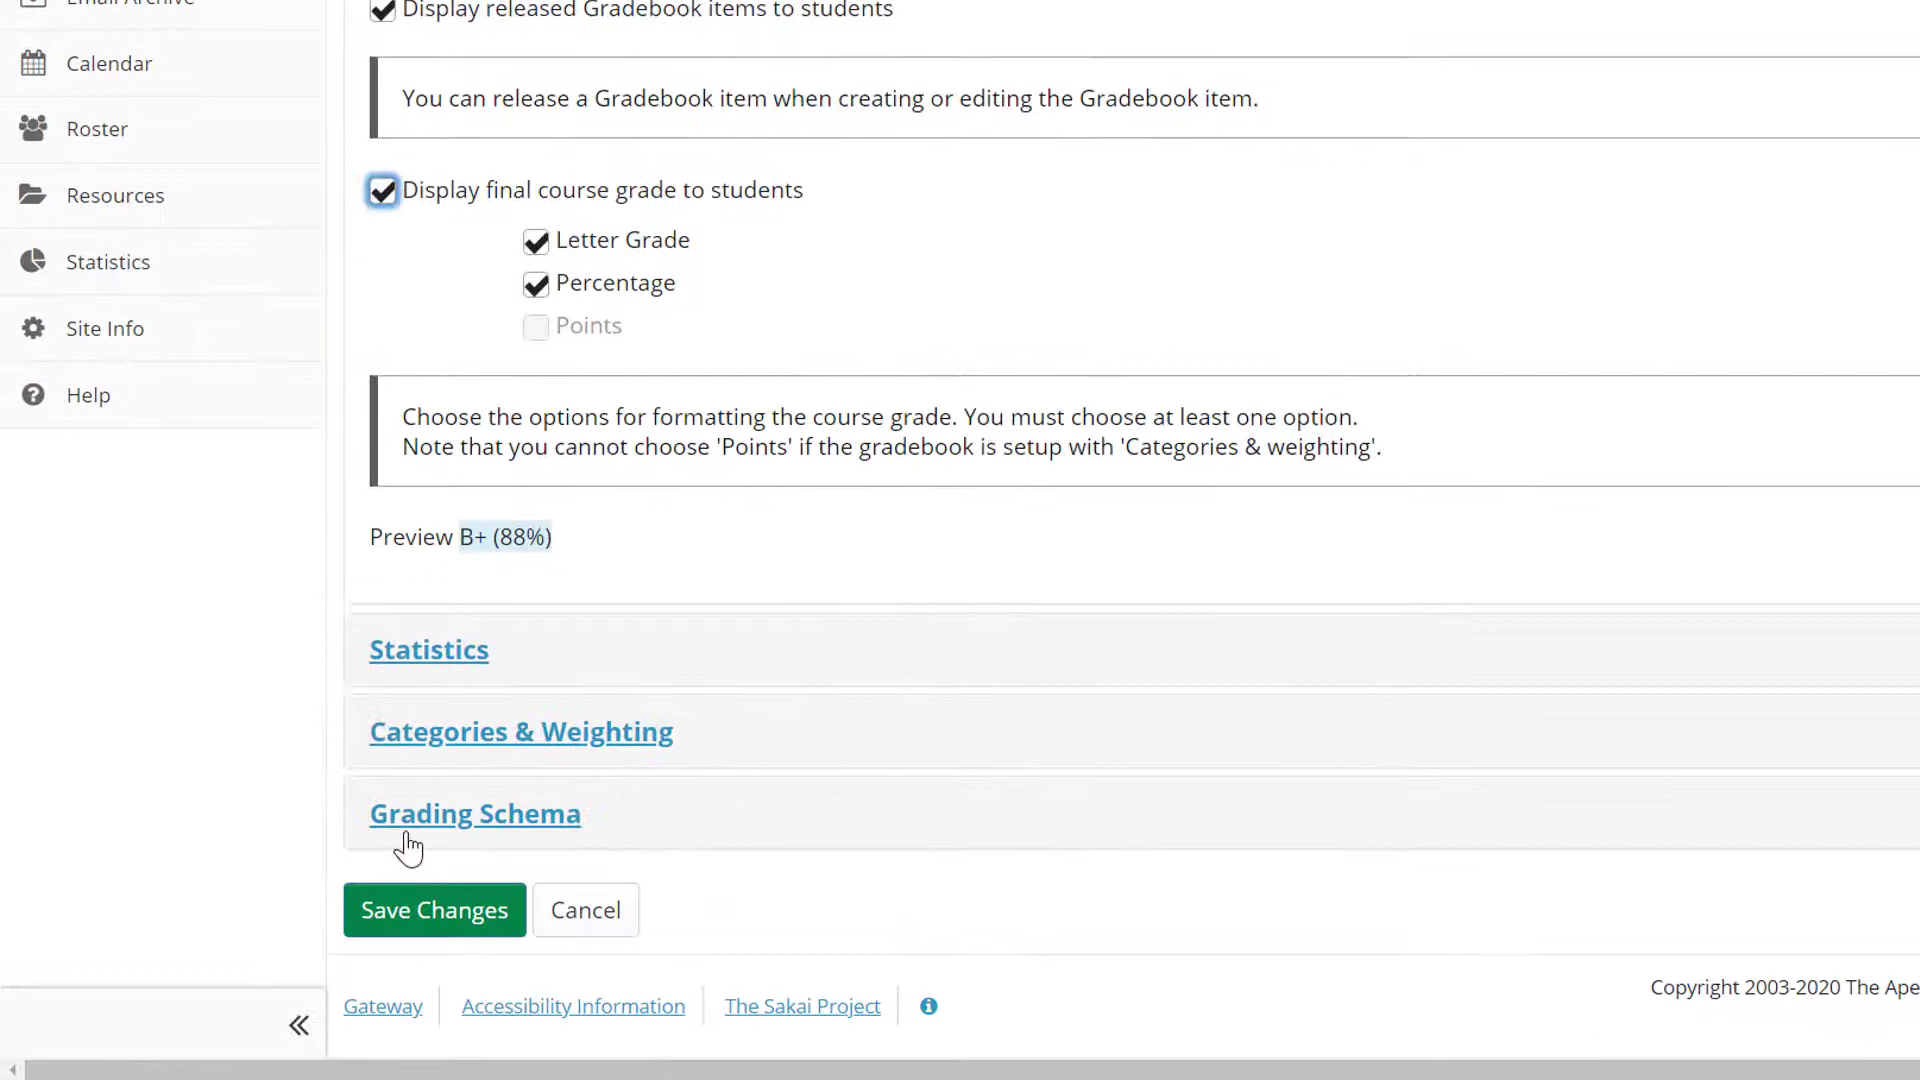 Email Archive
Calendar
Roster
Resources
Statistics
Site Info
Help
Display released Gradebook items to students
You can release a Gradebook item when creating or editing the Gradebook item.
Display final course grade to students
Letter Grade
Percentage
Points
Choose the options for formatting the course grade. You must choose at least one option.
Note that you cannot choose 'Points' if the gradebook is setup with 'Categories & weighting'.
Preview B+ (88%)
Statistics
Categories & Weighting
Grading Schema
Save Changes
Cancel
Gateway
Accessibility Information
The Sakai Project
Copyright 2003-2020 The Ape